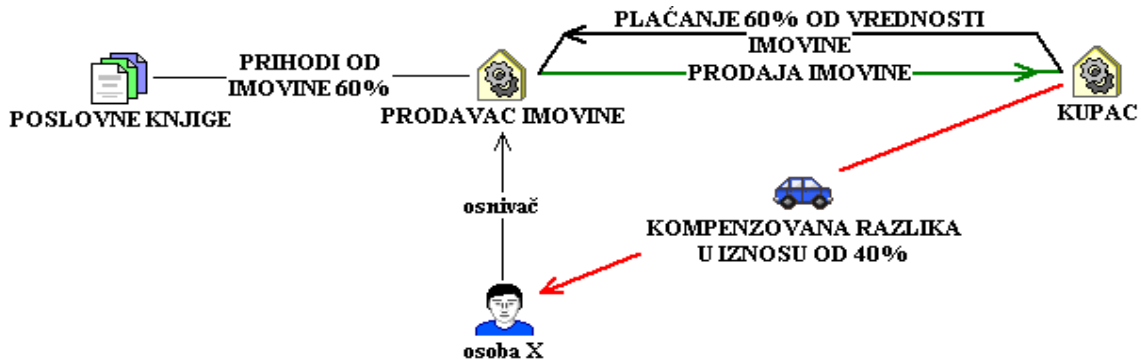 PLAĆANJE 60% OD VREDNOSTI
IMOVINE
PRIHODI OD
IMOVINE 60%
PRODAJA IMOVINE
POSLOVNE KNJIGE
PRODAVAC IMOVINE
KUPAC
osnivač
KOMPENZOVANA RAZLIKA
U IZNOSU OD 40%
osoba X